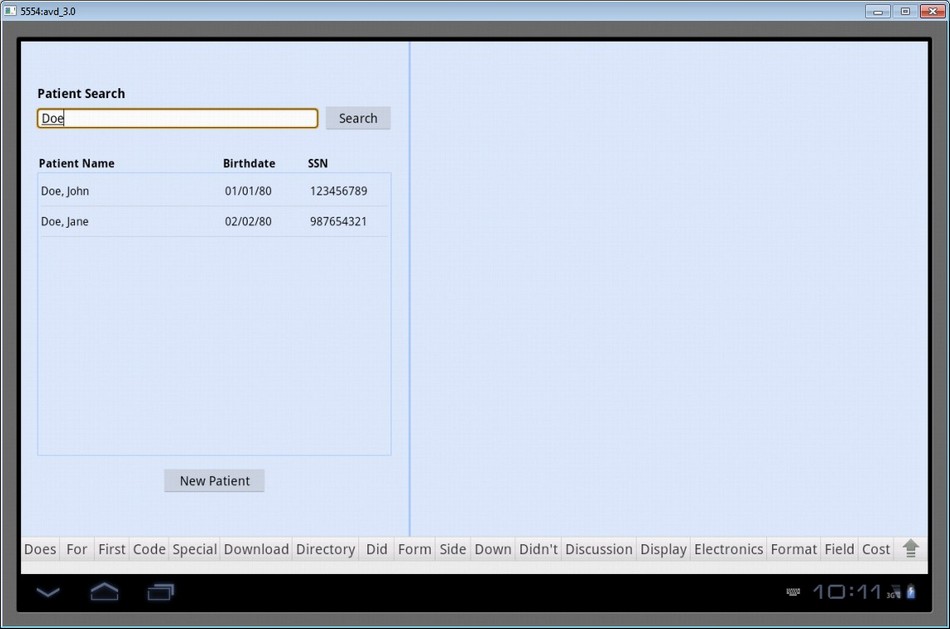 5554:avd_3.0
Patient Search
Doe
Search
Patient Name Birthdate SSN
Doe, John 01/01/80 123456789
Doe, Jane 02/02/80 987654321
New Patient
Does For First Code Special Download Directory Did Form Side Down Didn't Discussion Display Electronics Format Field Cost
10:11 3G